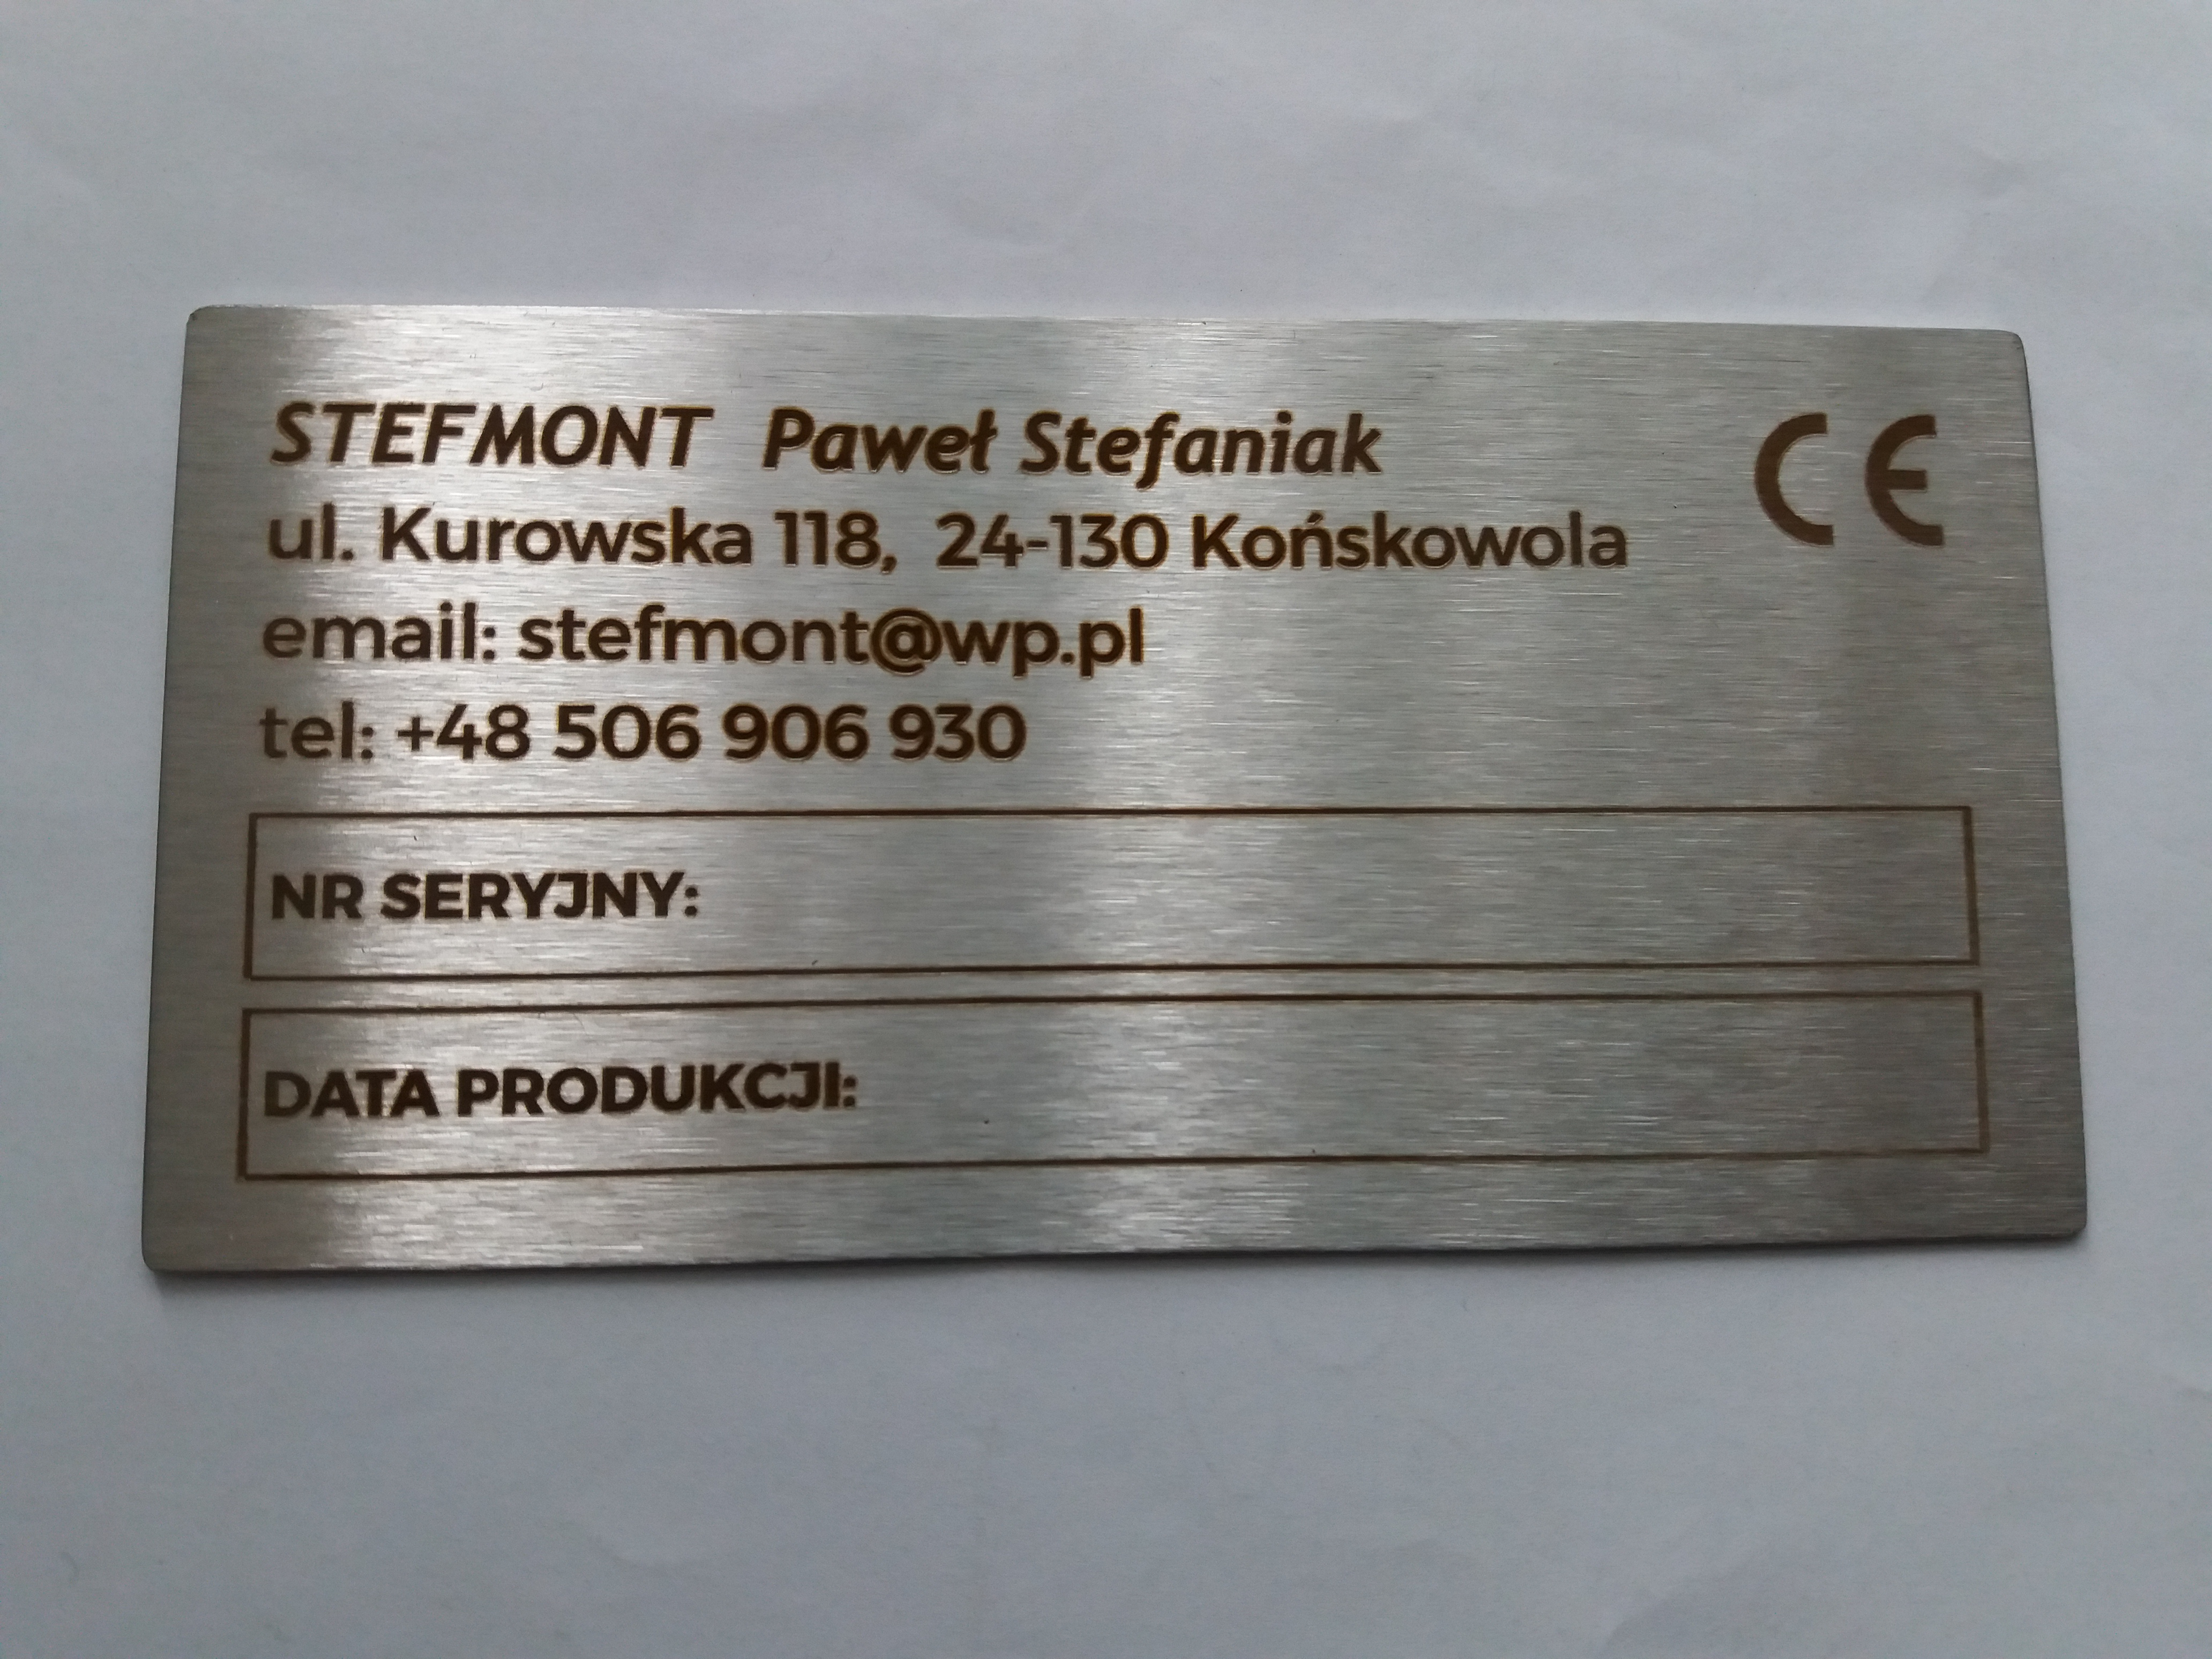 STEFMONT Paweł Stefaniak
CE
ul. Kurowska 118, 24-130 Końskowola
email: stefmont@wp.pl
tel: +48 506 906 930
NR SERYJNY:
DATA PRODUKCJI: